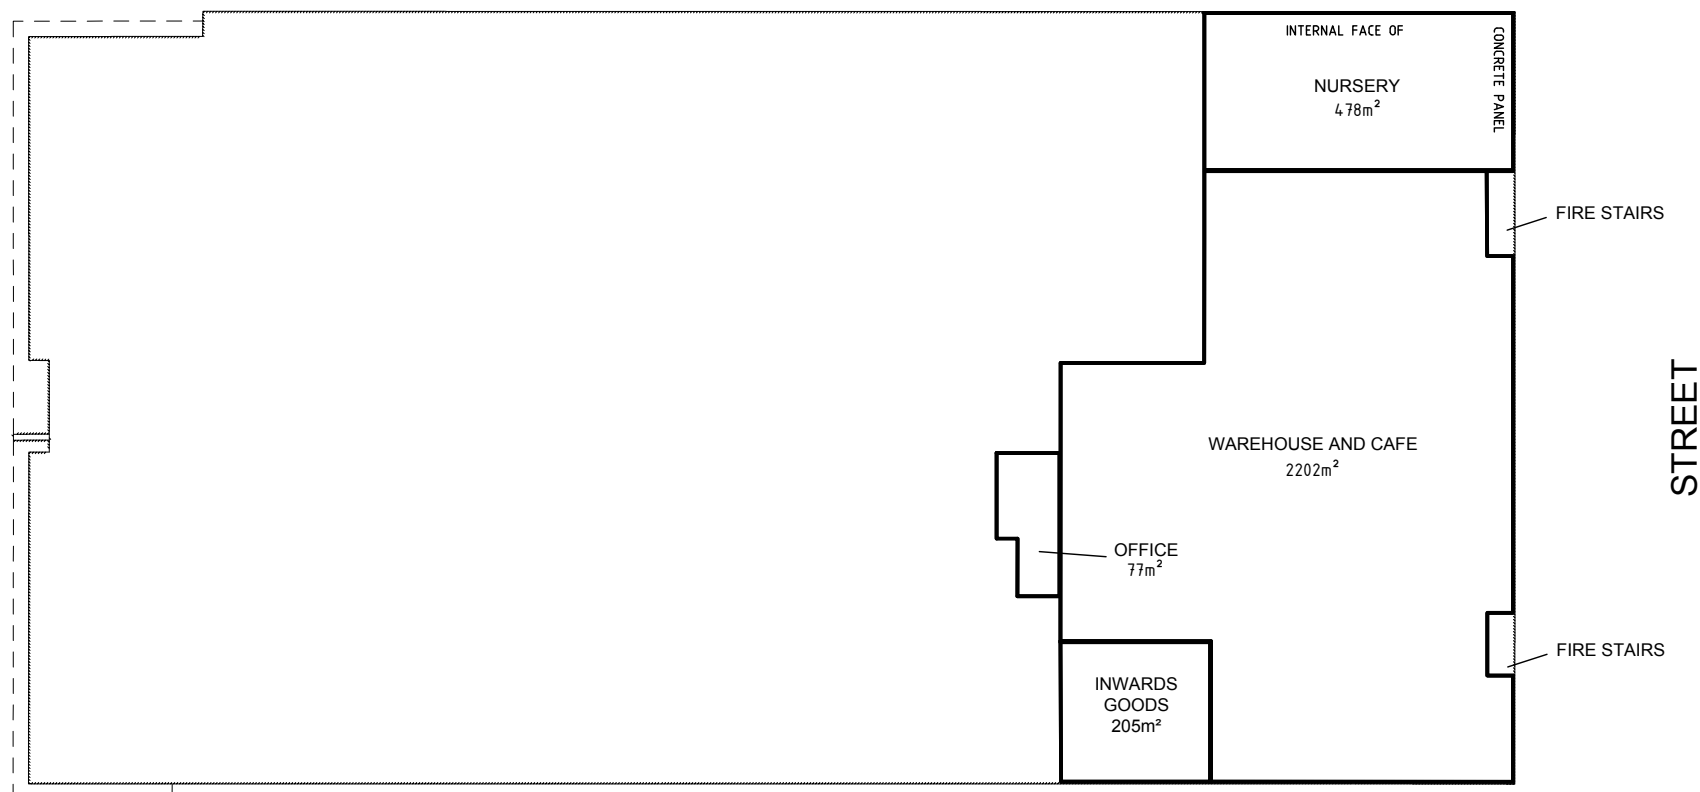 INTERNAL FACE OF
CONCRETE PANEL
NURSERY
478m²
FIRE STAIRS
STREET
WAREHOUSE AND CAFE
2202m²
OFFICE
77m²
FIRE STAIRS
INWARDS
GOODS
205m²